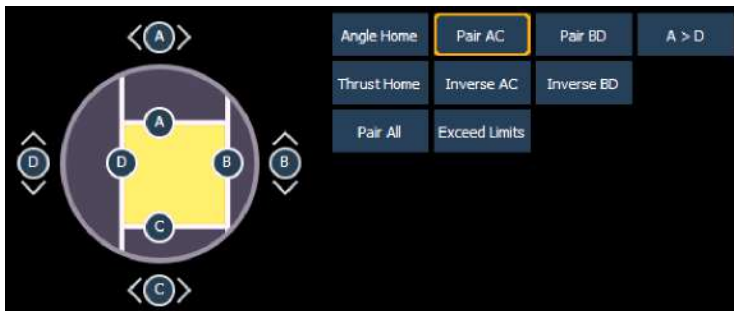 A
Angle Home Pair AC Pair BD A > D
Thrust Home Inverse AC Inverse BD
A
Pair All Exceed Limits
D D B B
C
C